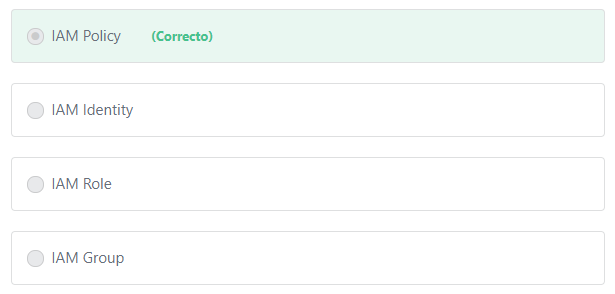 IAM Policy (Correcto)
IAM Identity
IAM Role
IAM Group